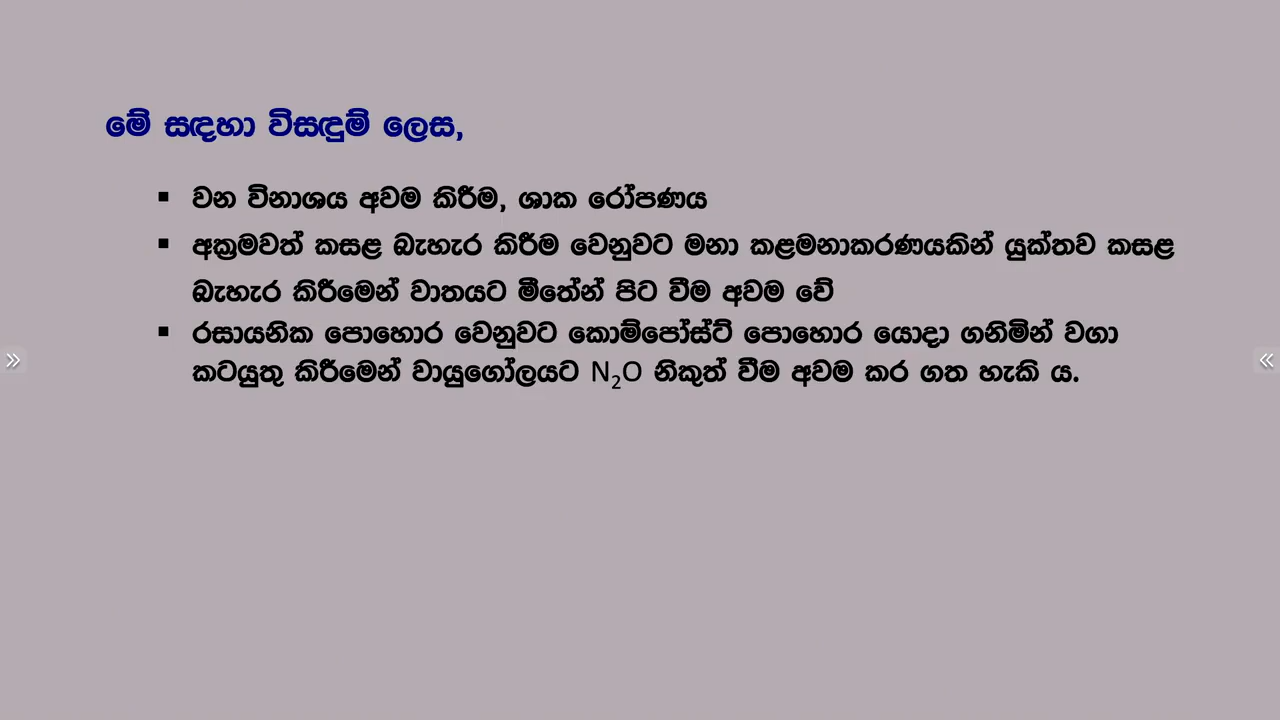 මේ සඳහා විසඳුම් ලෙස,
▪ වන විනාශය අවම කිරීම, ශාක රෝපණය
▪ අක්‍රමවත් කසළ බැහැර කිරීම වෙනුවට මනා කළමනාකරණයකින් යුක්තව කසළ
බැහැර කිරීමෙන් වාතයට මීතේන් පිට වීම අවම වේ
▪ රසායනික පොහොර වෙනුවට කොම්පෝස්ට් පොහොර යොදා ගනිමින් වගා
කටයුතු කිරීමෙන් වායුගෝලයට N₂O නිකුත් වීම අවම කර ගත හැකි ය.